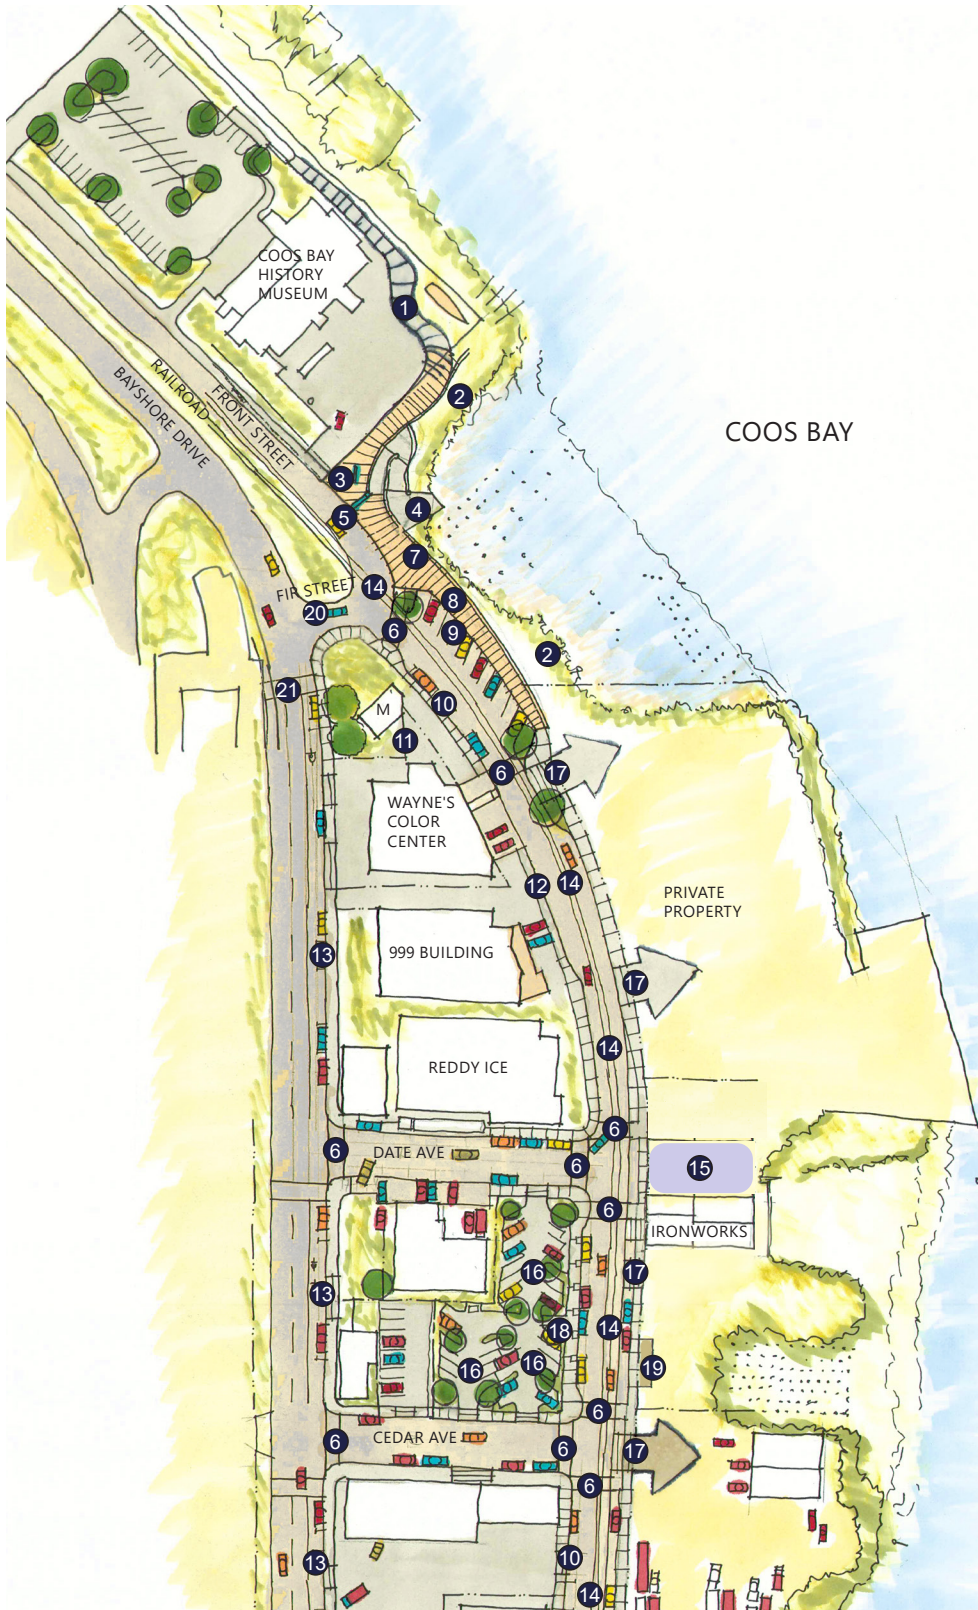 COOS BAY
HISTORY
MUSEUM
1
RAILROAD
FRONT STREET
BAYSHORE DRIVE
2
COOS BAY
3
4
5
7
14
FIR STREET
8
20
6
9
2
21
10
M
11
6
17
WAYNE'S
COLOR
CENTER
12
14
PRIVATE
PROPERTY
13
999 BUILDING
17
14
REDDY ICE
6
6
DATE AVE
6
15
6
IRONWORKS
16
17
13
18
14
16
16
19
6
6
CEDAR AVE
6
17
6
13
10
14